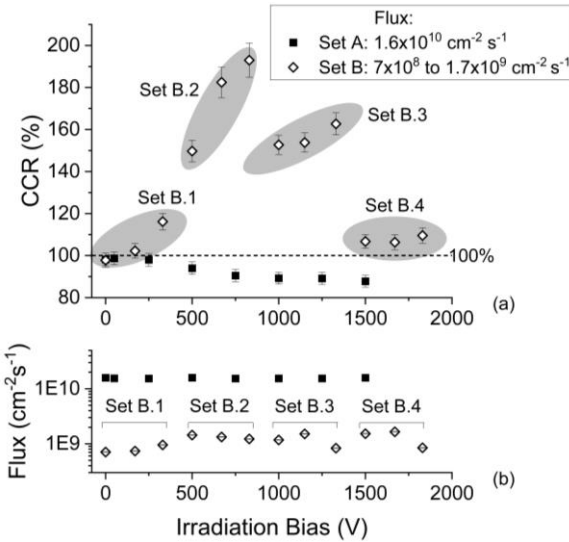 (a)
Flux:
Set A: 1.6x10¹⁰ cm⁻² s⁻¹
Set B: 7x10⁸ to 1.7x10⁹ cm⁻² s⁻¹
200
180
160
140
120
100
80
CCR (%)
Set B.2
Set B.3
Set B.1
Set B.4
100%
0 500 1000 1500 2000
(a)
Flux (cm⁻²s⁻¹)
1E10
1E9
Set B.1 Set B.2 Set B.3 Set B.4
(b)
0 500 1000 1500 2000
Irradiation Bias (V)